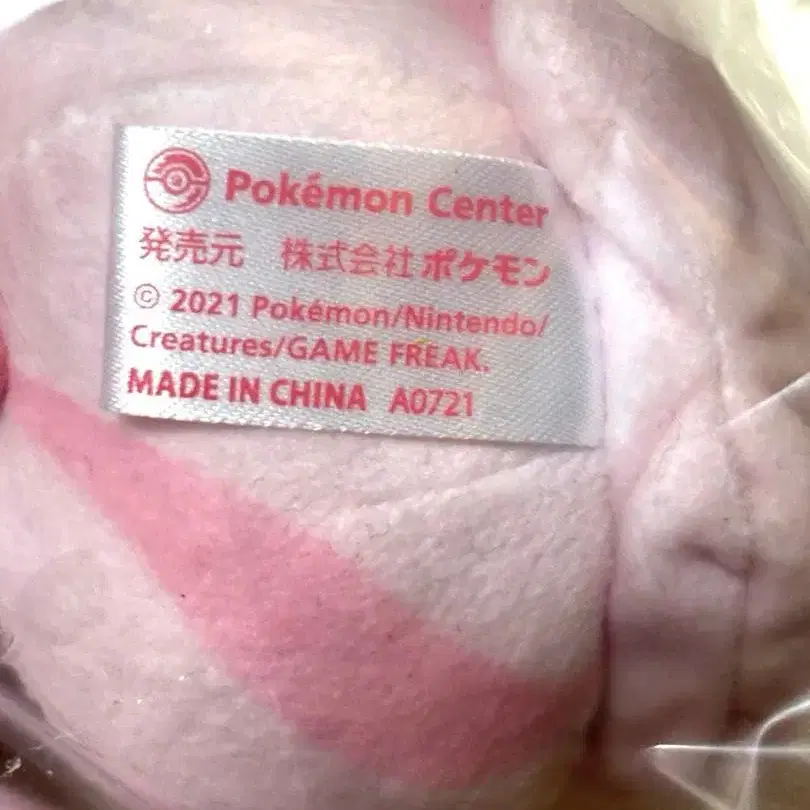 Pokémon Center
発売元 株式会社ポケモン
© 2021 Pokémon/Nintendo/
Creatures/GAME FREAK.
MADE IN CHINA A0721